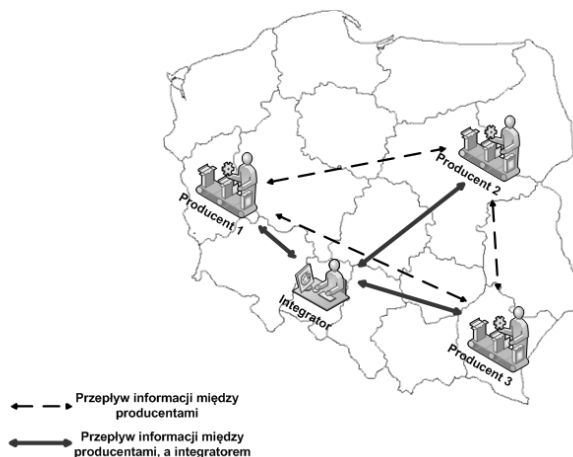 Producent 2
Producent 1
Integrator
Producent 3
Przepływ informacji między
producentami
Przepływ informacji między
producentami, a integratorem